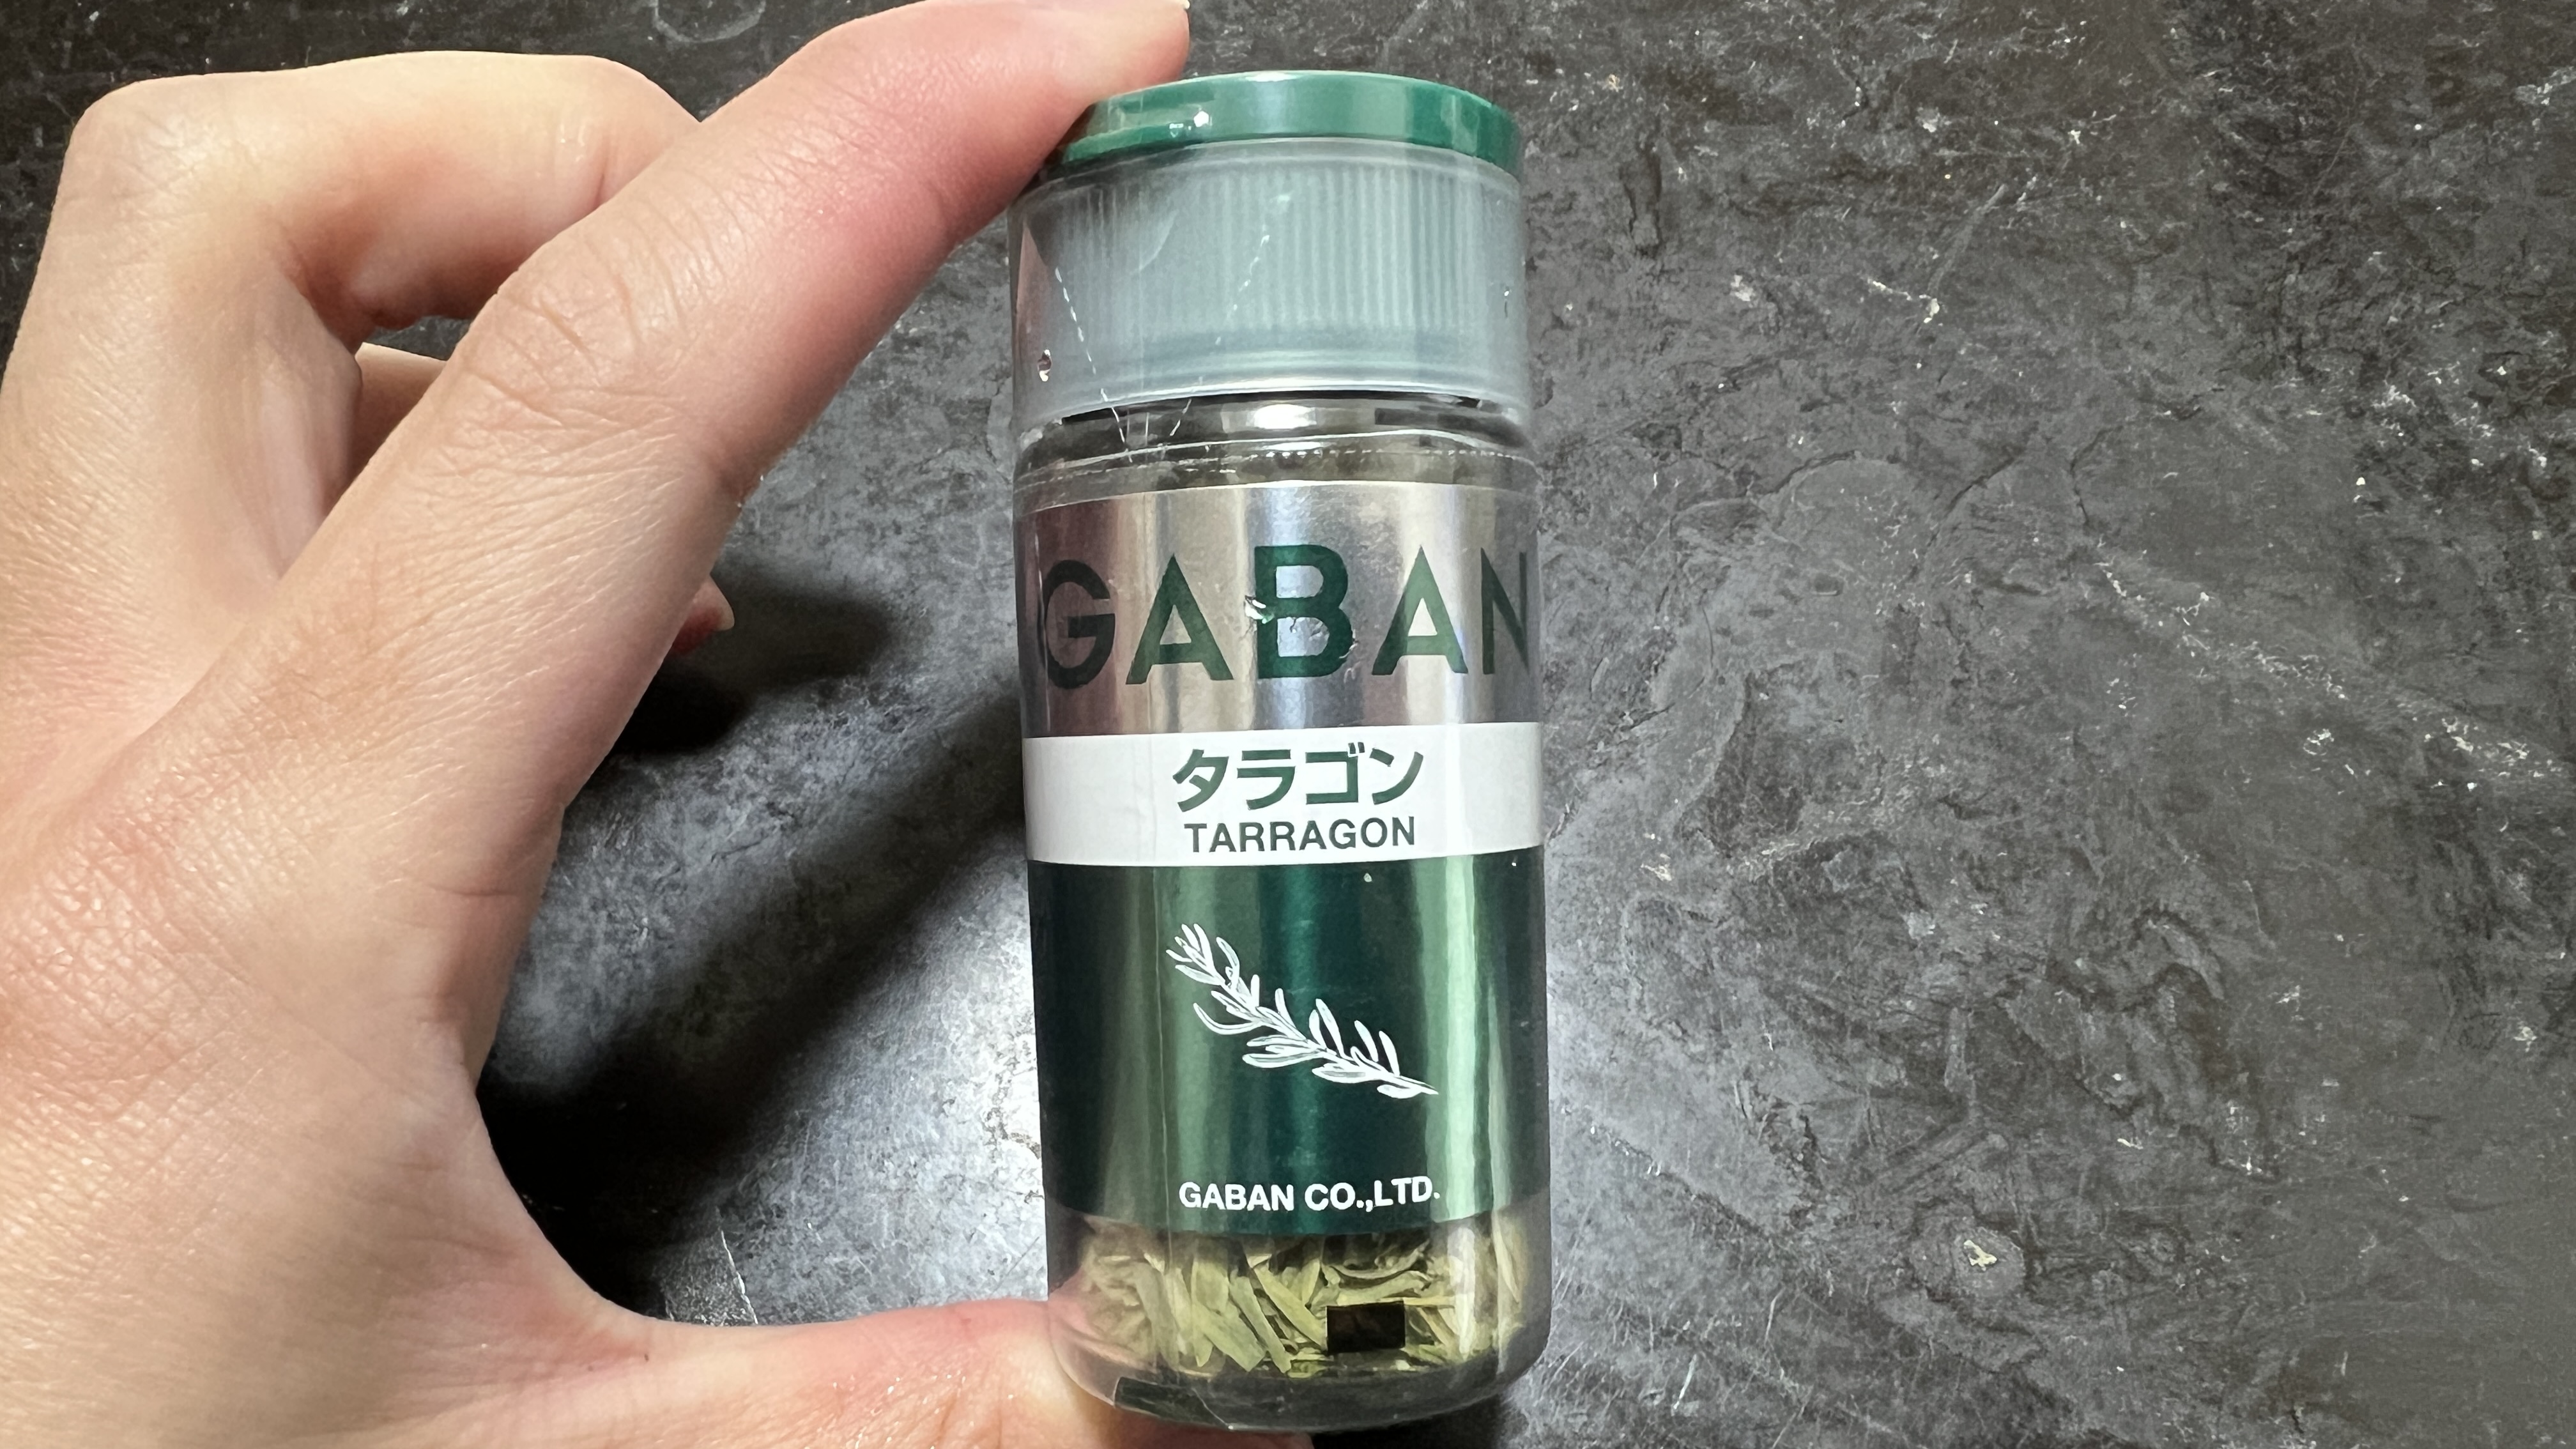 GABAN
タラゴン
TARRAGON
GABAN CO.,LTD.